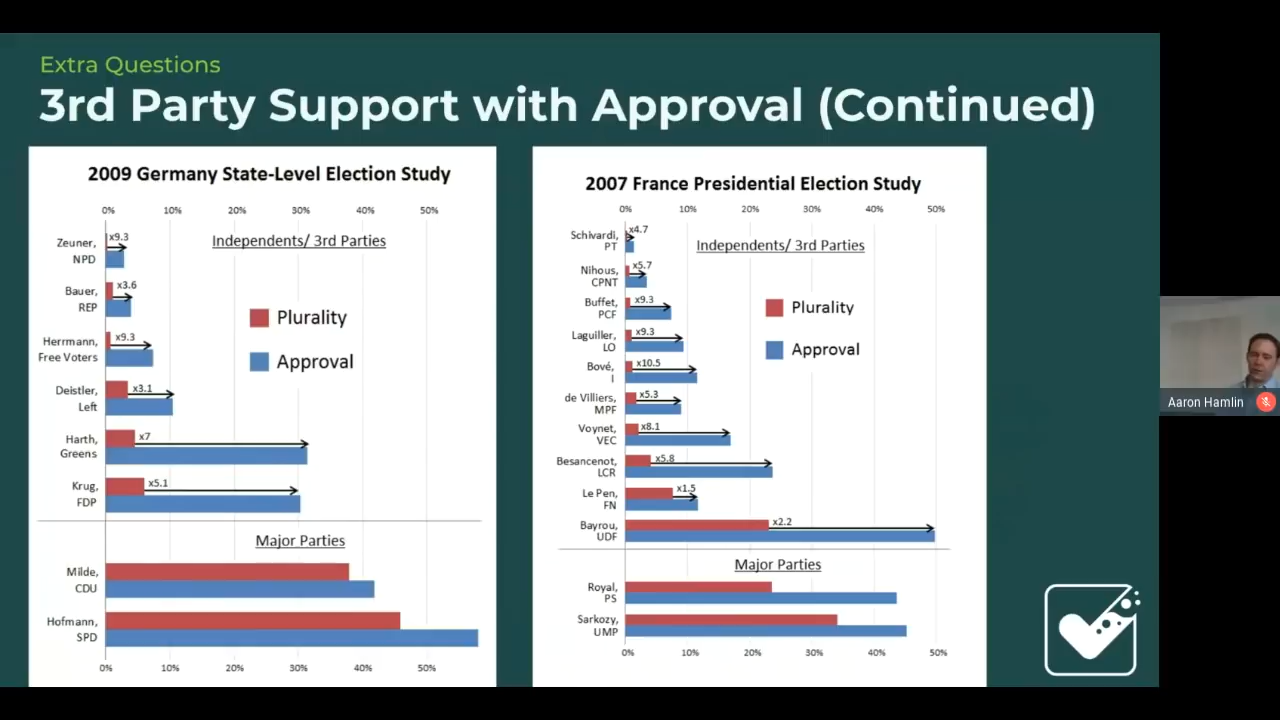 Extra Questions
3rd Party Support with Approval (Continued)
2009 Germany State-Level Election Study
0% 10% 20% 30% 40% 50%
Independents/ 3rd Parties
Zeuner,
NPD
x9.3
Bauer,
REP
x3.6
Herrmann,
Free Voters
x9.3
Deistler,
Left
x3.1
Harth,
Greens
x7
Krug,
FDP
x5.1
Plurality
Approval
Major Parties
Milde,
CDU
Hofmann,
SPD
0% 10% 20% 30% 40% 50%
2007 France Presidential Election Study
0% 10% 20% 30% 40% 50%
Independents/ 3rd Parties
Schivardi,
PT
x4.7
Nihous,
CPNT
x5.7
Buffet,
PCF
x9.3
Laguiller,
LO
x9.3
Bové,
I
x10.5
de Villiers,
MPF
x5.3
Voynet,
VEC
x8.1
Besancenot,
LCR
x5.8
Le Pen,
FN
x1.5
Bayrou,
UDF
x2.2
Plurality
Approval
Major Parties
Royal,
PS
Sarkozy,
UMP
0% 10% 20% 30% 40% 50%
Aaron Hamlin